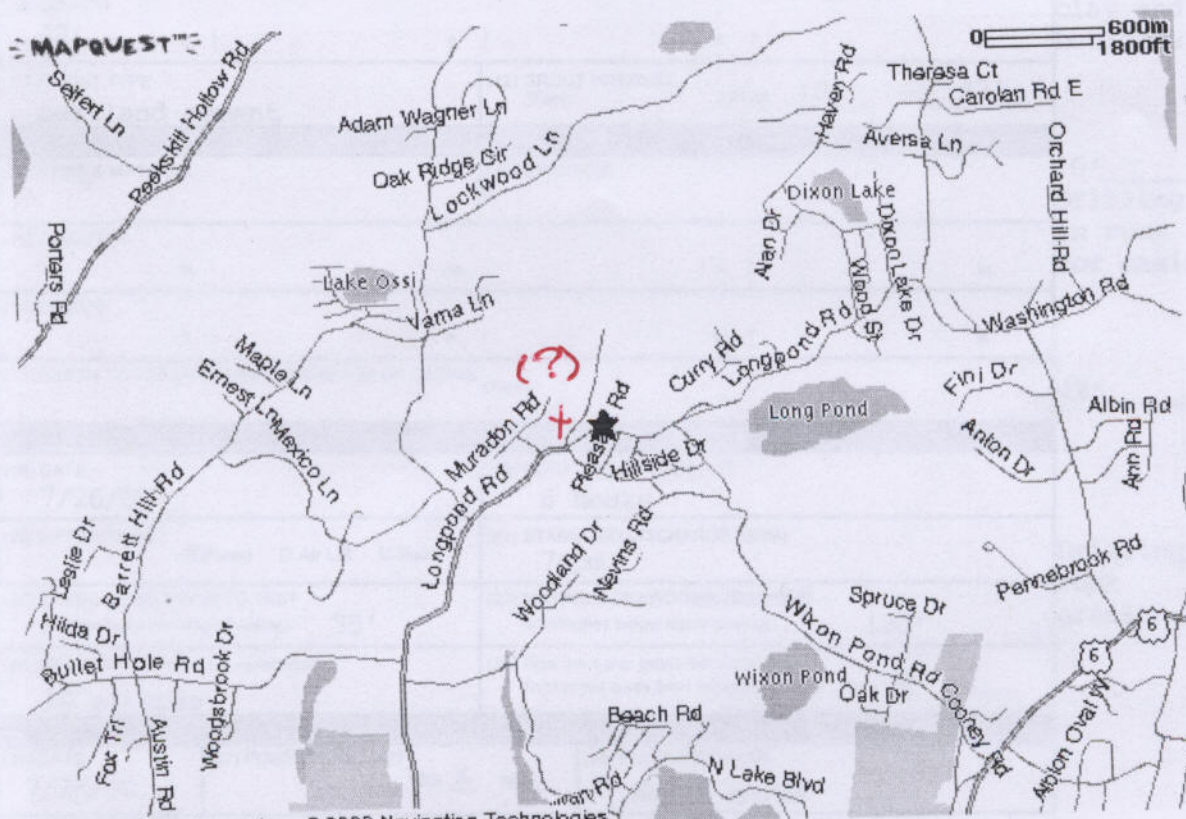 MAPQUEST™
0 600m
1800ft
Seifert Ln
Peekskill Hollow Rd
Adam Wagner Ln
Oak Ridge Cir
Lockwood Ln
Haven Rd
Theresa Ct
Carolan Rd E
Aversa Ln
Orchard Hill Rd
Dixon Lake
Dixon Lake Dr
Alan Dr
Wood St
Washington Rd
Porters Rd
Lake Ossi
Varna Ln
Maple Ln
Ernest Ln
Mexico Ln
(?)
Muradon Rd
Curry Rd
Longpond Rd
Long Pond
Fini Dr
Albin Rd
Anton Dr
Ann Rd
Rd
Hillside Dr
Longpond Rd
Barrett Hill Rd
Leslie Dr
Hilda Dr
Bullet Hole Rd
Fox Trl
Austin Rd
Woodsbrook Dr
Woodland Dr
Nevins Rd
Pennebrook Rd
Spruce Dr
6
6
Wixon Pond Rd
Wixon Pond
Oak Dr
Cooney Rd
Albion Oval Wy
Beach Rd
N Lake Blvd
Rd
Navigation Technologies
7/26/